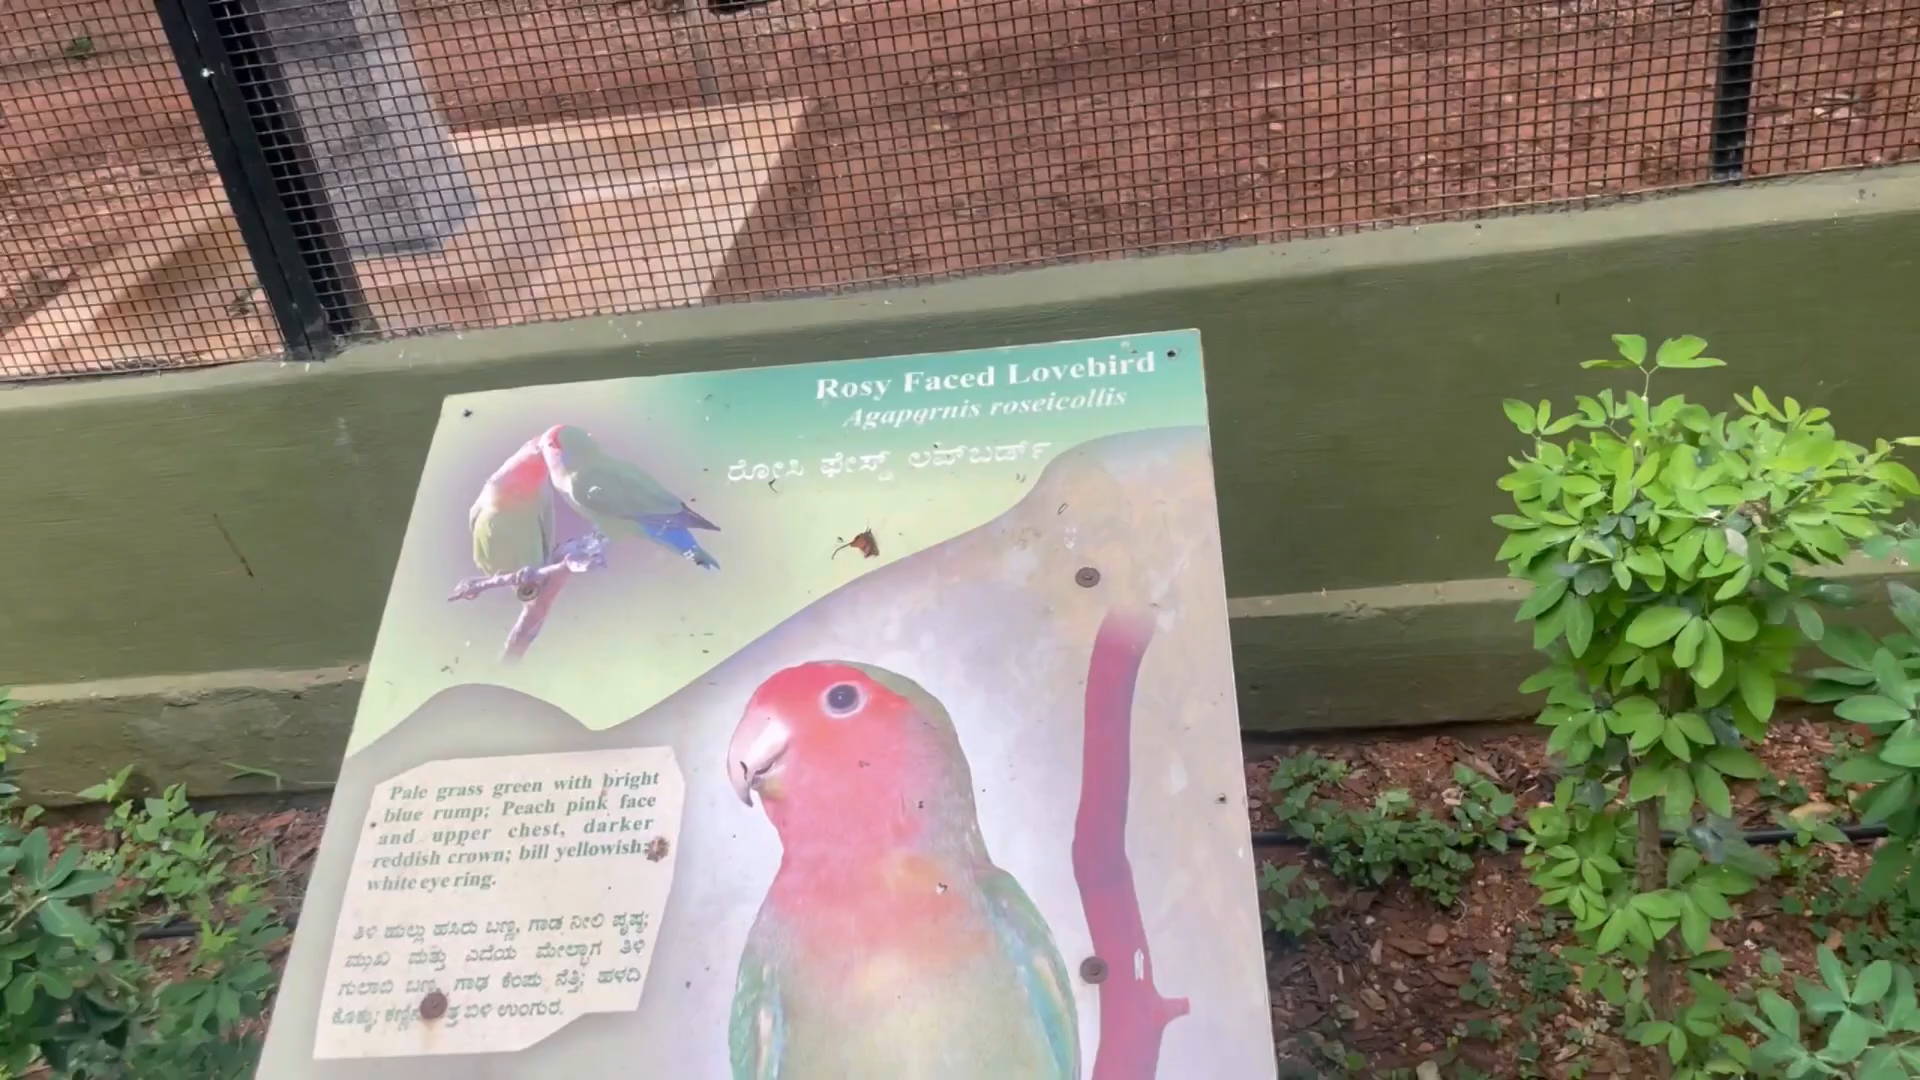 Rosy Faced Lovebird
Agapornis roseicollis
ರೋಸಿ ಫೇಸ್ಡ್ ಲವ್‌ಬರ್ಡ್ಸ್
Pale grass green with bright
blue rump; Peach pink face
and upper chest, darker
reddish crown; bill yellowish;
white eye ring.
ತಿಳಿ ಹುಲ್ಲು ಹಸಿರು ಬಣ್ಣ, ಗಾಡ ನೀಲಿ ಪೃಷ್ಠ;
ಮುಖ ಮತ್ತು ಎದೆಯ ಮೇಲ್ಭಾಗ ತಿಳಿ
ಗುಲಾಬಿ ಬಣ್ಣ, ಗಾಢ ಕೆಂಪು ನೆತ್ತಿ; ಹಳದಿ
ಕೊಕ್ಕು; ಬಿಳಿ ಉಂಗುರ.